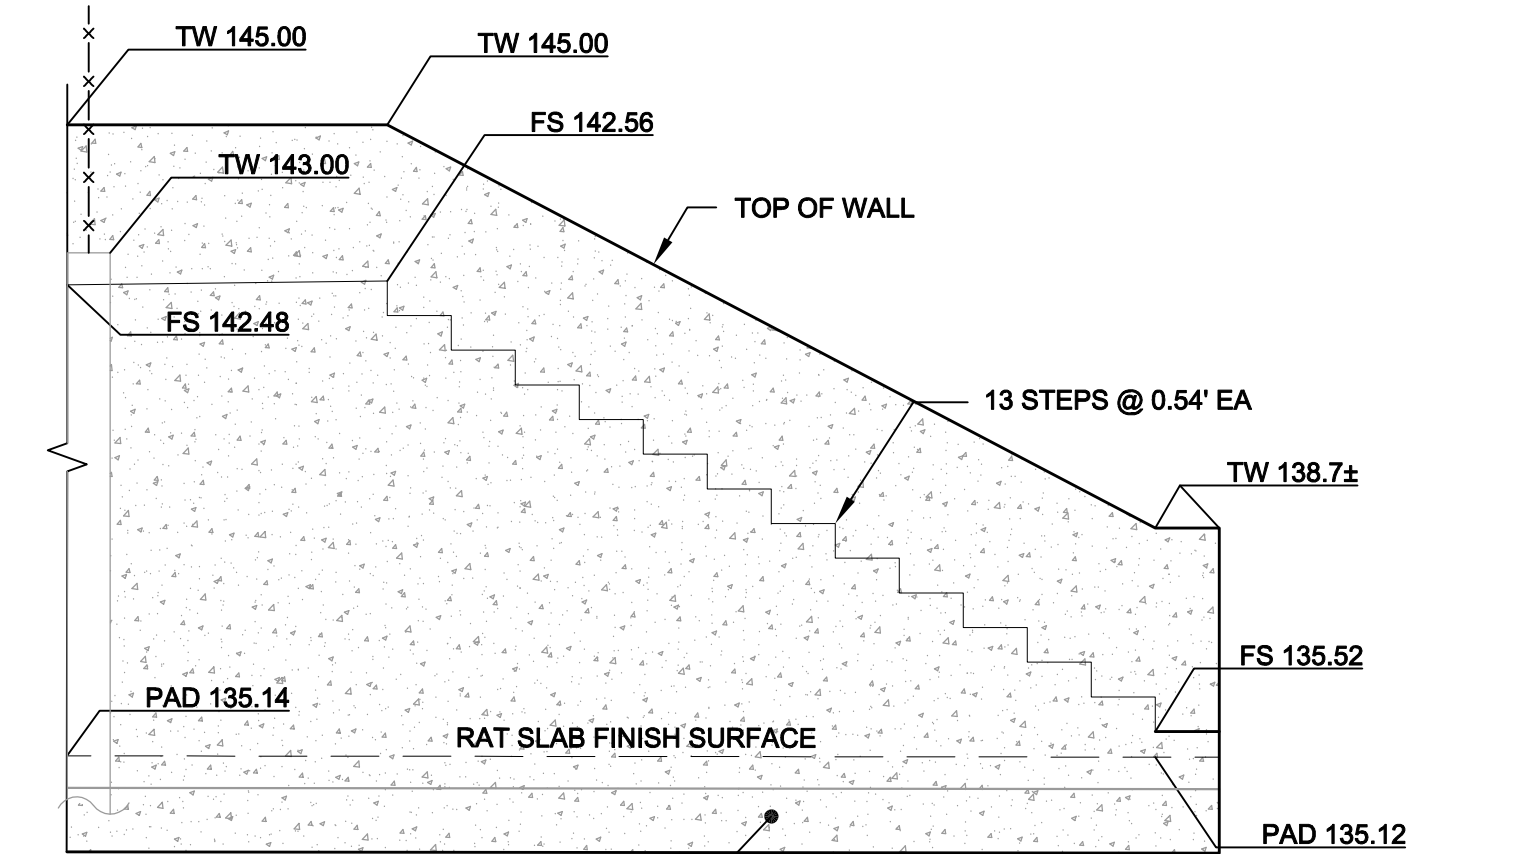 TW 145.00
TW 145.00
FS 142.56
TW 143.00
TOP OF WALL
FS 142.48
13 STEPS @ 0.54' EA
TW 138.7±
FS 135.52
PAD 135.14
RAT SLAB FINISH SURFACE
PAD 135.12